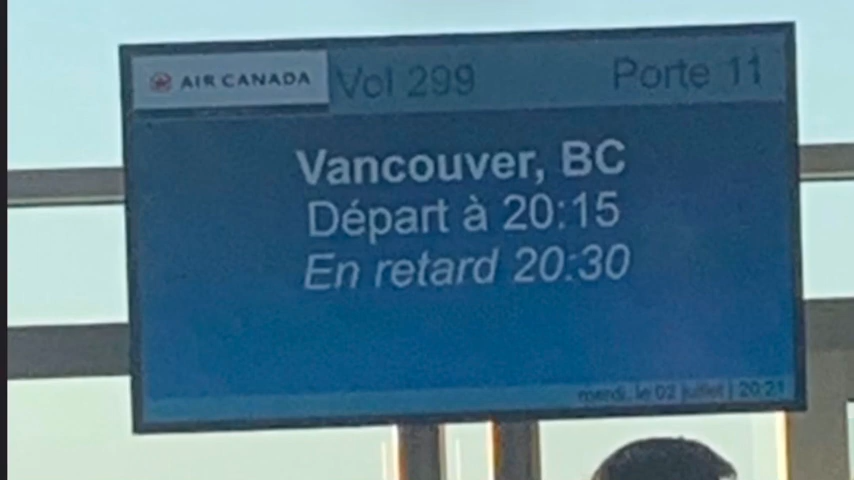 AIR CANADA Vol 299 Porte 11
Vancouver, BC
Départ à 20:15
En retard 20:30
mardi, le 02 juillet | 20:21